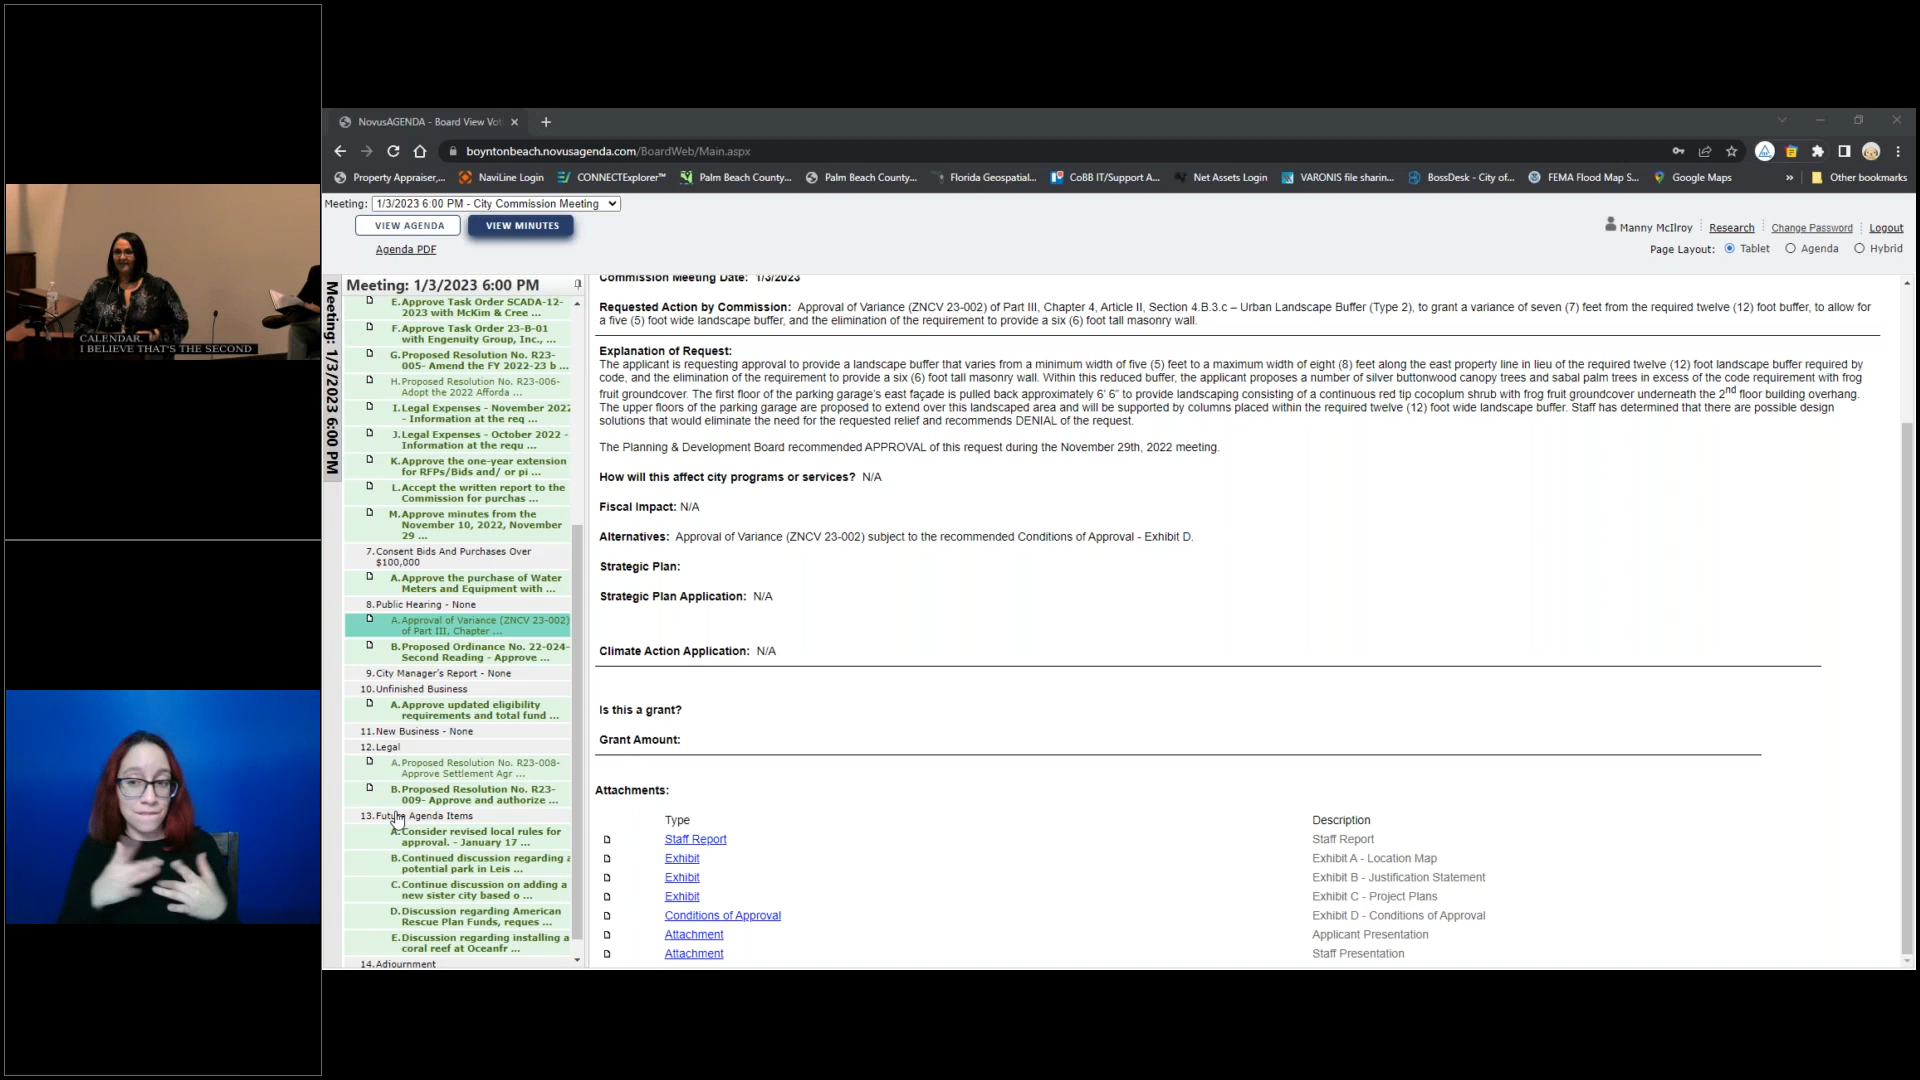 CALENDAR.
I BELIEVE THAT'S THE SECOND
NovusAGENDA - Board View Vot
boyntonbeach.novusagenda.com/BoardWeb/Main.aspx
Property Appraiser,... NaviLine Login CONNECTExplorer™ Palm Beach County... Palm Beach County... Florida Geospatial... CoBB IT/Support A... Net Assets Login VARONIS file sharin... BossDesk - City of... FEMA Flood Map S... Google Maps » Other bookmarks
Meeting: 1/3/2023 6:00 PM - City Commission Meeting
VIEW AGENDA VIEW MINUTES
Agenda PDF
Manny McIlroy Research Change Password Logout
Page Layout: Tablet Agenda Hybrid
Meeting: 1/3/2023 6:00 PM
Meeting: 1/3/2023 6:00 PM
E.Approve Task Order SCADA-12-
2023 with McKim & Cree ...
F.Approve Task Order 23-B-01
with Engenuity Group, Inc., ...
G.Proposed Resolution No. R23-
005- Amend the FY 2022-23 b ...
H.Proposed Resolution No. R23-006-
Adopt the 2022 Afforda ...
I.Legal Expenses - November 2022
- Information at the req ...
J.Legal Expenses - October 2022 -
Information at the requ ...
K.Approve the one-year extension
for RFPs/Bids and/ or pi ...
L.Accept the written report to the
Commission for purchas ...
M.Approve minutes from the
November 10, 2022, November
29 ...
7.Consent Bids And Purchases Over
$100,000
A.Approve the purchase of Water
Meters and Equipment with ...
8.Public Hearing - None
A.Approval of Variance (ZNCV 23-002)
of Part III, Chapter ...
B.Proposed Ordinance No. 22-024-
Second Reading - Approve ...
9.City Manager's Report - None
10.Unfinished Business
A.Approve updated eligibility
requirements and total fund ...
11.New Business - None
12.Legal
A.Proposed Resolution No. R23-008-
Approve Settlement Agr ...
B.Proposed Resolution No. R23-
009- Approve and authorize ...
13.Future Agenda Items
A.Consider revised local rules for
approval. - January 17 ...
B.Continued discussion regarding a
potential park in Leis ...
C.Continue discussion on adding a
new sister city based o ...
D.Discussion regarding American
Rescue Plan Funds, reques ...
E.Discussion regarding installing a
coral reef at Oceanfr ...
14.Adjournment
Commission Meeting Date: 1/3/2023
Requested Action by Commission: Approval of Variance (ZNCV 23-002) of Part III, Chapter 4, Article II, Section 4.B.3.c – Urban Landscape Buffer (Type 2), to grant a variance of seven (7) feet from the required twelve (12) foot buffer, to allow for
a five (5) foot wide landscape buffer, and the elimination of the requirement to provide a six (6) foot tall masonry wall.
Explanation of Request:
The applicant is requesting approval to provide a landscape buffer that varies from a minimum width of five (5) feet to a maximum width of eight (8) feet along the east property line in lieu of the required twelve (12) foot landscape buffer required by
code, and the elimination of the requirement to provide a six (6) foot tall masonry wall. Within this reduced buffer, the applicant proposes a number of silver buttonwood canopy trees and sabal palm trees in excess of the code requirement with frog
fruit groundcover. The first floor of the parking garage's east façade is pulled back approximately 6' 6" to provide landscaping consisting of a continuous red tip cocoplum shrub with frog fruit groundcover underneath the 2nd floor building overhang.
The upper floors of the parking garage are proposed to extend over this landscaped area and will be supported by columns placed within the required twelve (12) foot wide landscape buffer. Staff has determined that there are possible design
solutions that would eliminate the need for the requested relief and recommends DENIAL of the request.
The Planning & Development Board recommended APPROVAL of this request during the November 29th, 2022 meeting.
How will this affect city programs or services? N/A
Fiscal Impact: N/A
Alternatives: Approval of Variance (ZNCV 23-002) subject to the recommended Conditions of Approval - Exhibit D.
Strategic Plan:
Strategic Plan Application: N/A
Climate Action Application: N/A
Is this a grant?
Grant Amount:
Attachments:
Type Description
Staff Report Staff Report
Exhibit Exhibit A - Location Map
Exhibit Exhibit B - Justification Statement
Exhibit Exhibit C - Project Plans
Conditions of Approval Exhibit D - Conditions of Approval
Attachment Applicant Presentation
Attachment Staff Presentation